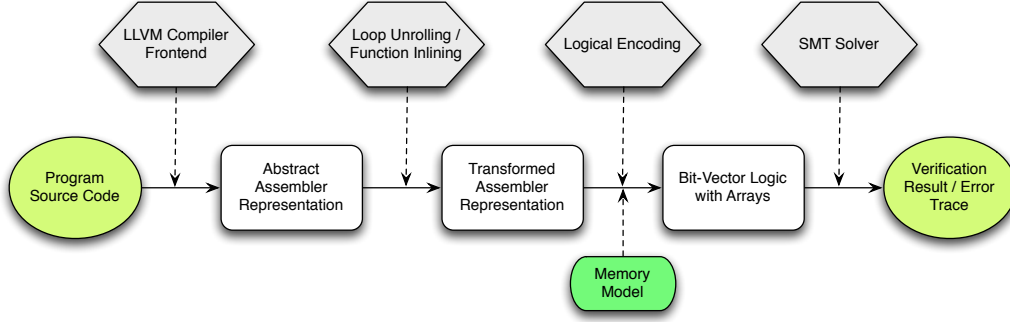 LLVM Compiler
Frontend
Loop Unrolling /
Function Inlining
Logical Encoding
SMT Solver
Program
Source Code
Abstract
Assembler
Representation
Transformed
Assembler
Representation
Bit-Vector Logic
with Arrays
Verification
Result / Error
Trace
Memory
Model